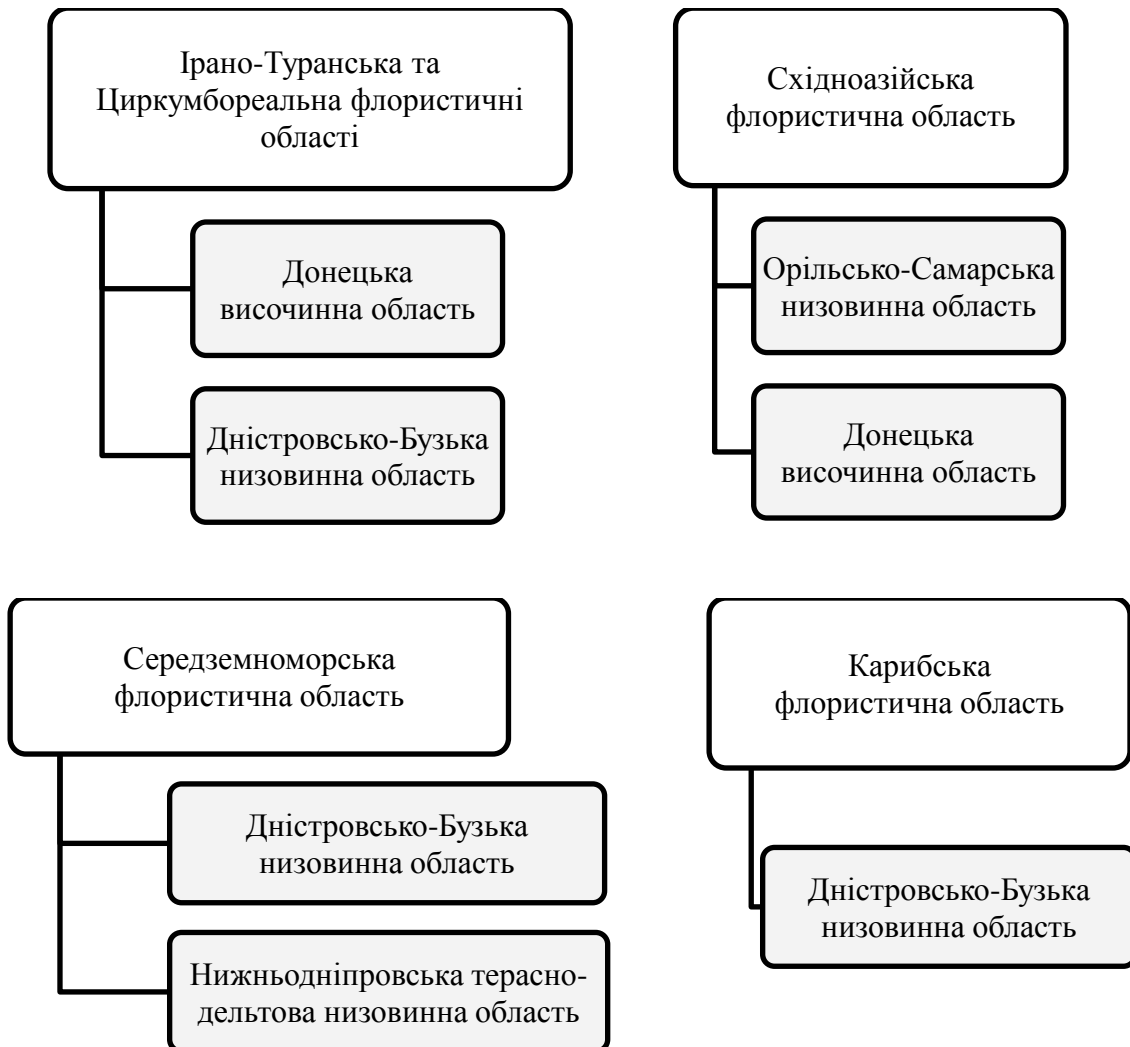 Ірано-Туранська та
Циркумбореальна флористичні
області
Донецька
височинна область
Дністровсько-Бузька
низовинна область
Східноазійська
флористична область
Орільсько-Самарська
низовинна область
Донецька
височинна область
Середземноморська
флористична область
Дністровсько-Бузька
низовинна область
Нижньодніпровська терасно-
дельтова низовинна область
Карибська
флористична область
Дністровсько-Бузька
низовинна область